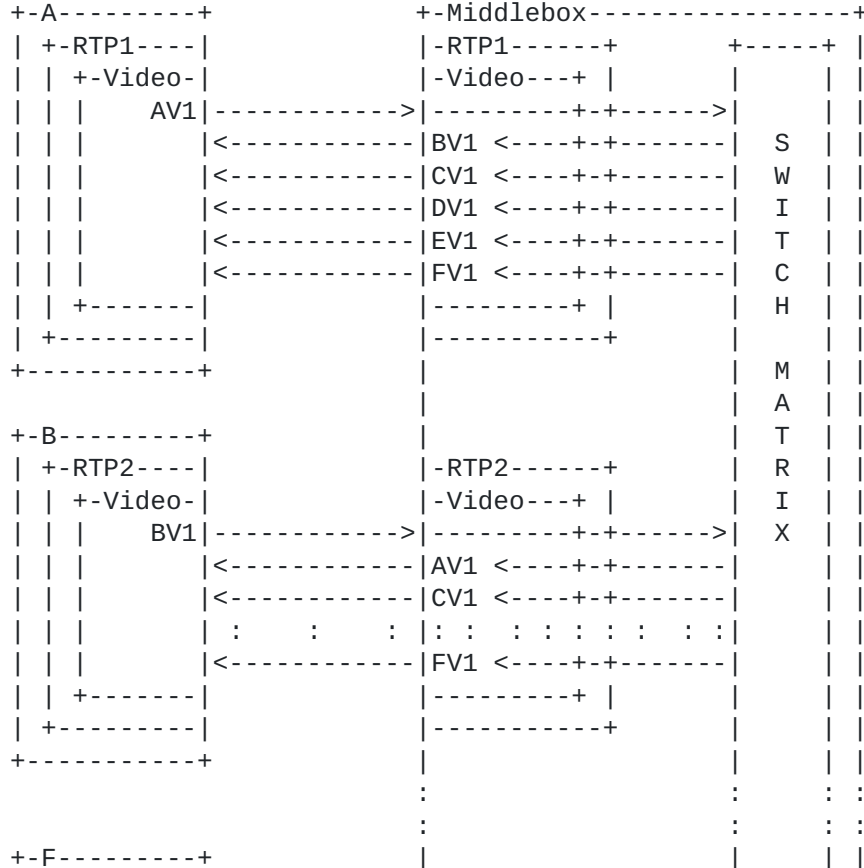 +-A---------+             +-Middlebox-----------------+
| +-RTP1----|             |-RTP1------+       +-----+ |
| | +-Video-|             |-Video---+ |       |     | |
| | |    AV1|------------>|---------+-+------>|     | |
| | |       |<------------|BV1 <----+-+-------|  S  | |
| | |       |<------------|CV1 <----+-+-------|  W  | |
| | |       |<------------|DV1 <----+-+-------|  I  | |
| | |       |<------------|EV1 <----+-+-------|  T  | |
| | |       |<------------|FV1 <----+-+-------|  C  | |
| | +-------|             |---------+ |       |  H  | |
| +---------|             |-----------+       |     | |
+-----------+             |                   |  M  | |
                          |                   |  A  | |
+-B---------+             |                   |  T  | |
| +-RTP2----|             |-RTP2------+       |  R  | |
| | +-Video-|             |-Video---+ |       |  I  | |
| | |    BV1|------------>|---------+-+------>|  X  | |
| | |       |<------------|AV1 <----+-+-------|     | |
| | |       |<------------|CV1 <----+-+-------|     | |
| | |       | :    :    : |: :  : : : : :  : :|     | |
| | |       |<------------|FV1 <----+-+-------|     | |
| | +-------|             |---------+ |       |     | |
| +---------|             |-----------+       |     | |
+-----------+             |                   |     | |
                          :                   :     : :
                          :                   :     : :
+-F---------+             |                   |     | |